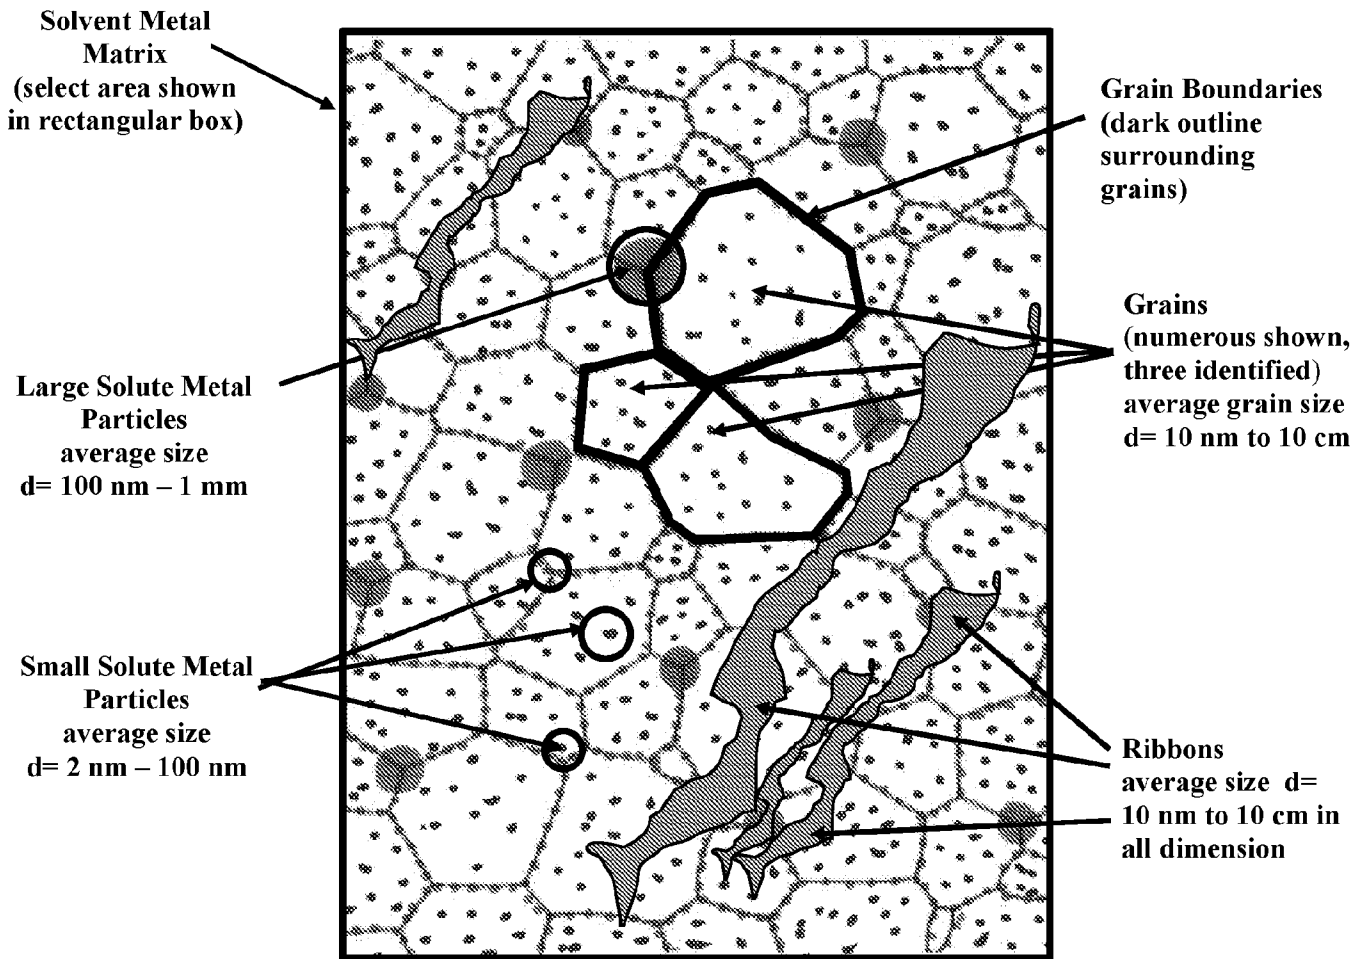 Solvent Metal
Matrix
(select area shown
in rectangular box)
Grain Boundaries
(dark outline
surrounding
grains)
Grains
(numerous shown,
three identified)
average grain size
d= 10 nm to 10 cm
Large Solute Metal
Particles
average size
d= 100 nm – 1 mm
Small Solute Metal
Particles
average size
d= 2 nm – 100 nm
Ribbons
average size d=
10 nm to 10 cm in
all dimension